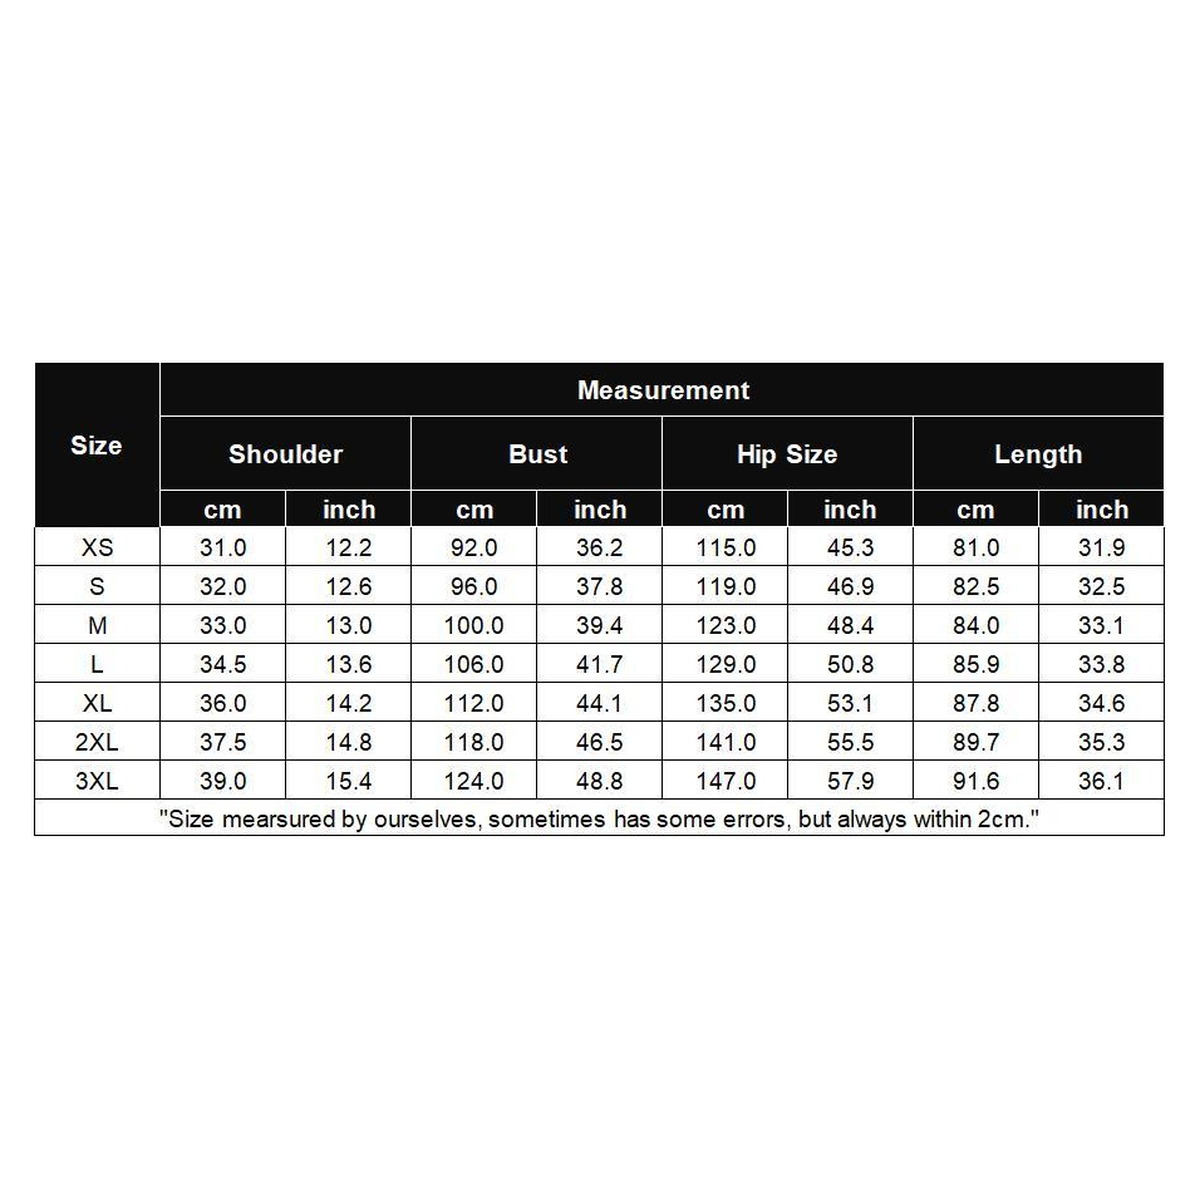 Size Measurement
Shoulder Bust Hip Size Length
cm inch cm inch cm inch cm inch
XS 31.0 12.2 92.0 36.2 115.0 45.3 81.0 31.9
S 32.0 12.6 96.0 37.8 119.0 46.9 82.5 32.5
M 33.0 13.0 100.0 39.4 123.0 48.4 84.0 33.1
L 34.5 13.6 106.0 41.7 129.0 50.8 85.9 33.8
XL 36.0 14.2 112.0 44.1 135.0 53.1 87.8 34.6
2XL 37.5 14.8 118.0 46.5 141.0 55.5 89.7 35.3
3XL 39.0 15.4 124.0 48.8 147.0 57.9 91.6 36.1
"Size mearsured by ourselves, sometimes has some errors, but always within 2cm."